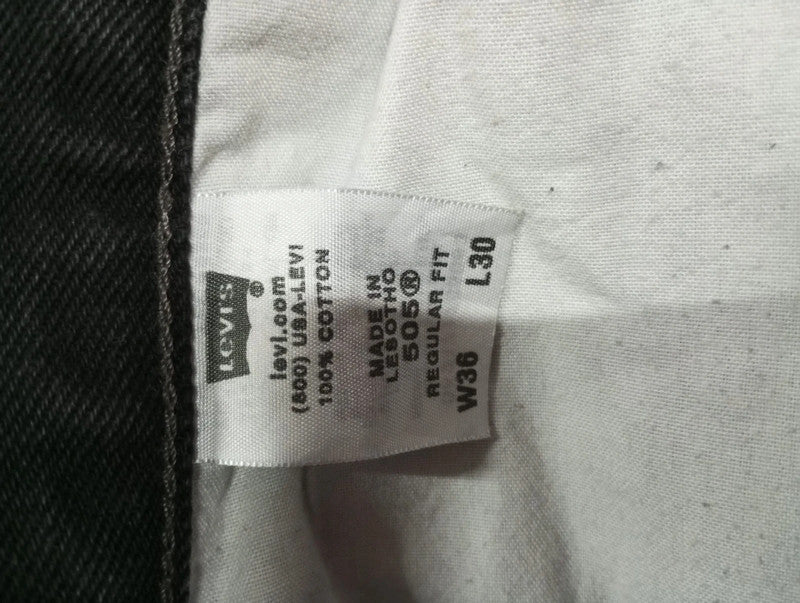 Levi's®
levi.com
(800) USA-LEVI
100% COTTON
MADE IN
LESOTHO
505®
REGULAR FIT
W36 L30